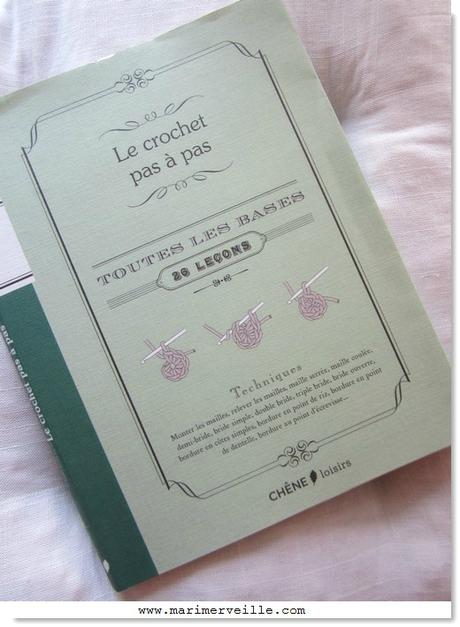 Le crochet
pas à pas
TOUTES LES BASES
26 LEÇONS
Techniques
Monter les mailles, relever les mailles, maille serrée, maille coulée,
demi-bride, bride simple, double bride, triple bride, bride ouverte,
bordure en côtes simples, bordure en point de riz, bordure en point
de dentelle, bordure au point d'écrevisse...
CHÊNE loisirs
Le crochet pas à pas
www.marimerveille.com